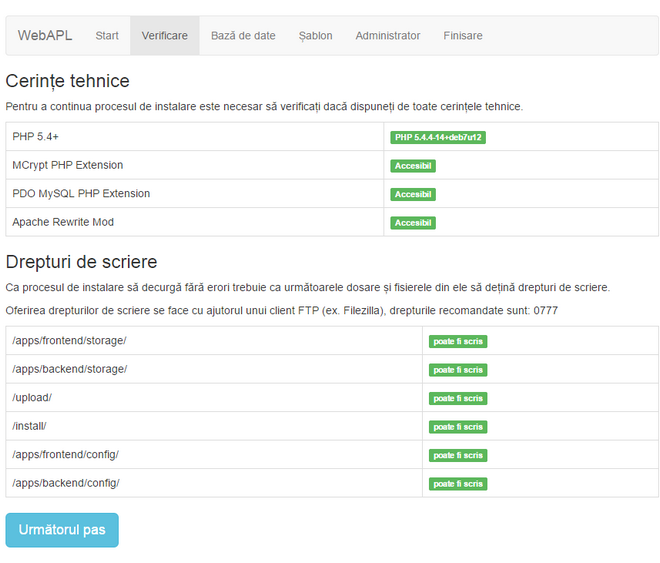 WebAPL Start Verificare Bază de date Șablon Administrator Finisare
Cerințe tehnice
Pentru a continua procesul de instalare este necesar să verificați dacă dispuneți de toate cerințele tehnice.
PHP 5.4+ PHP 5.4.4-14+deb7u12
MCrypt PHP Extension Accesibil
PDO MySQL PHP Extension Accesibil
Apache Rewrite Mod Accesibil
Drepturi de scriere
Ca procesul de instalare să decurgă fără erori trebuie ca următoarele dosare și fisierele din ele să dețină drepturi de scriere.
Oferirea drepturilor de scriere se face cu ajutorul unui client FTP (ex. Filezilla), drepturile recomandate sunt: 0777
/apps/frontend/storage/ poate fi scris
/apps/backend/storage/ poate fi scris
/upload/ poate fi scris
/install/ poate fi scris
/apps/frontend/config/ poate fi scris
/apps/backend/config/ poate fi scris
Următorul pas